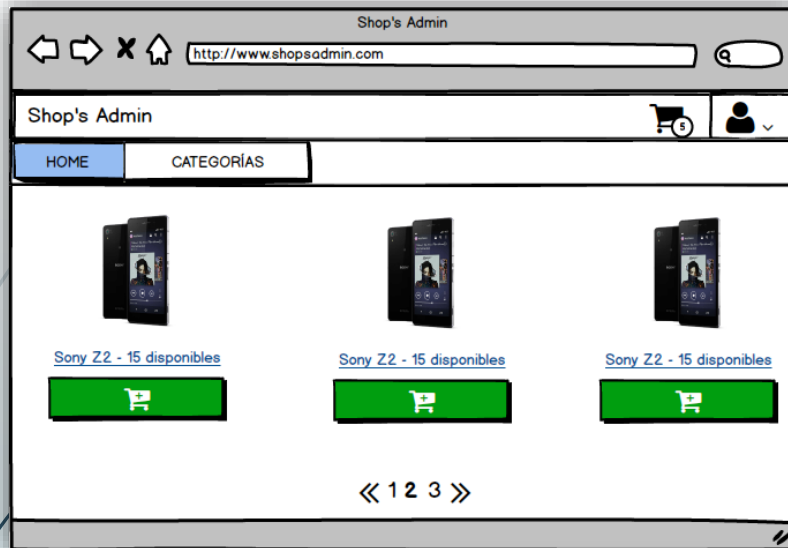 Shop's Admin
http://www.shopsadmin.com
Shop's Admin
5
HOME CATEGORÍAS
Sony Z2 - 15 disponibles Sony Z2 - 15 disponibles Sony Z2 - 15 disponibles
1 2 3